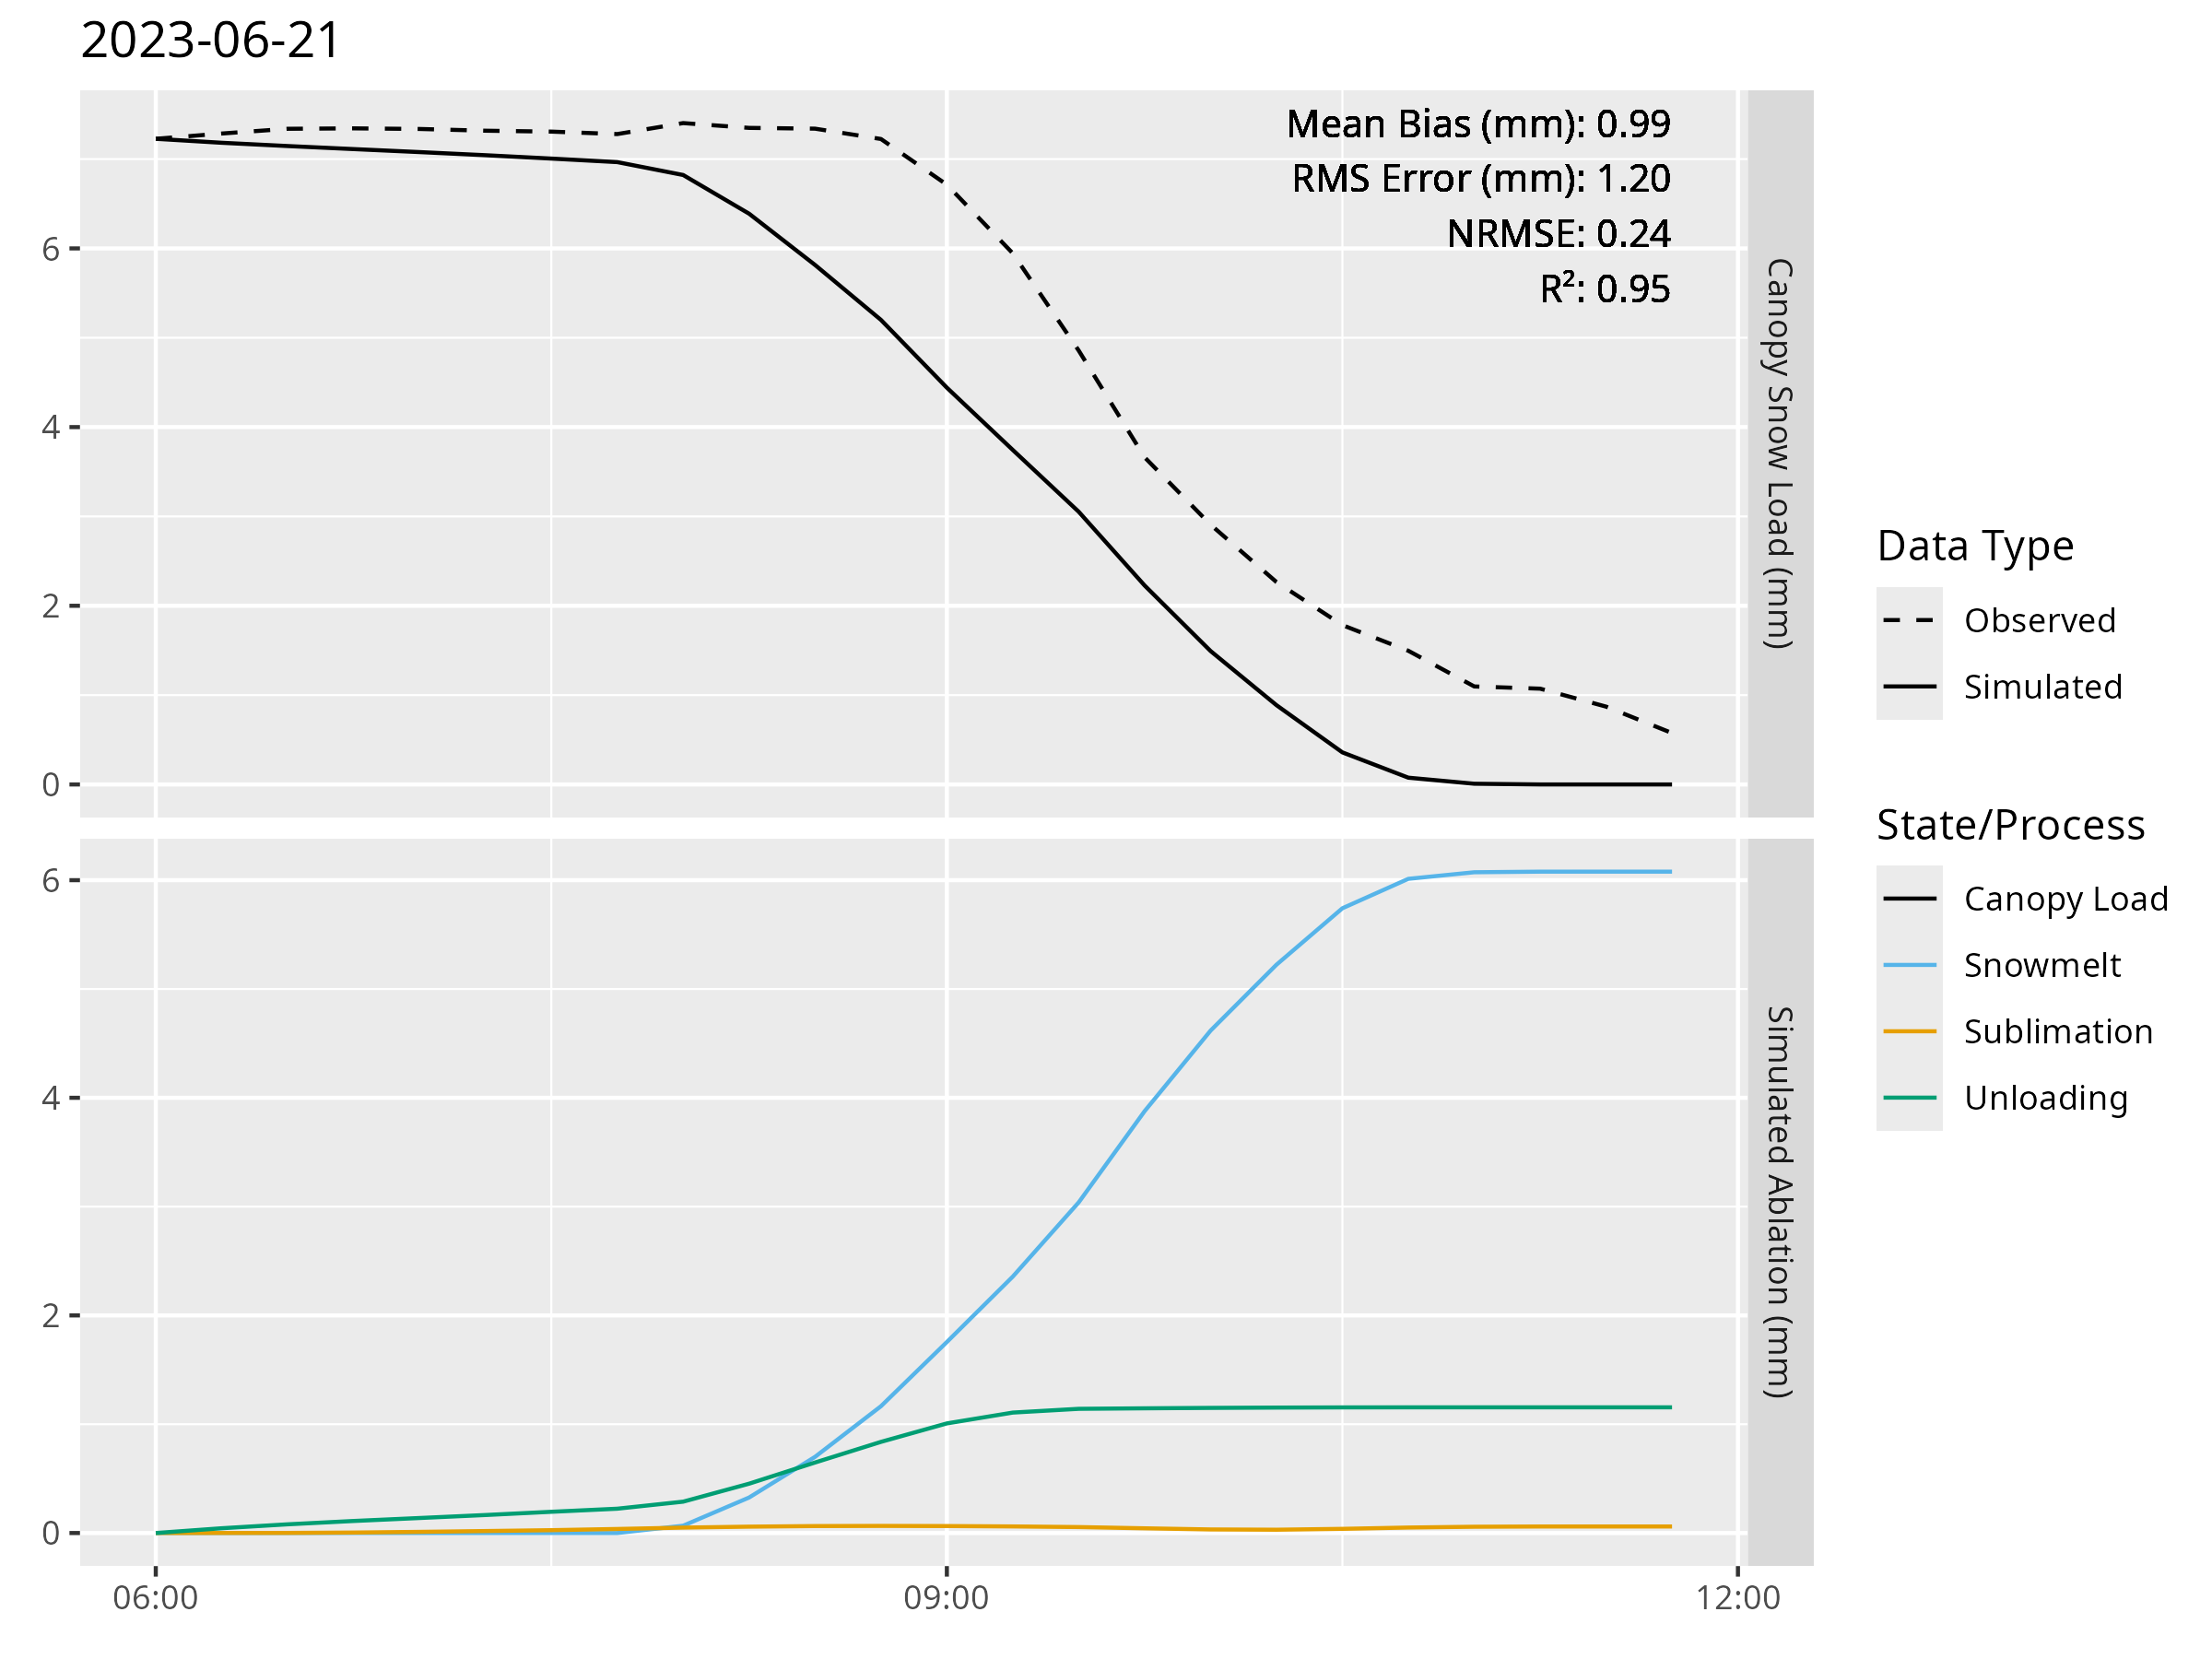 2023-06-21
Mean Bias (mm): 0.99
RMS Error (mm): 1.20
NRMSE: 0.24
R²: 0.95
6
4
2
0
Canopy Snow Load (mm)
6
4
2
0
Simulated Ablation (mm)
06:00
09:00
12:00
Data Type
Observed
Simulated
State/Process
Canopy Load
Snowmelt
Sublimation
Unloading